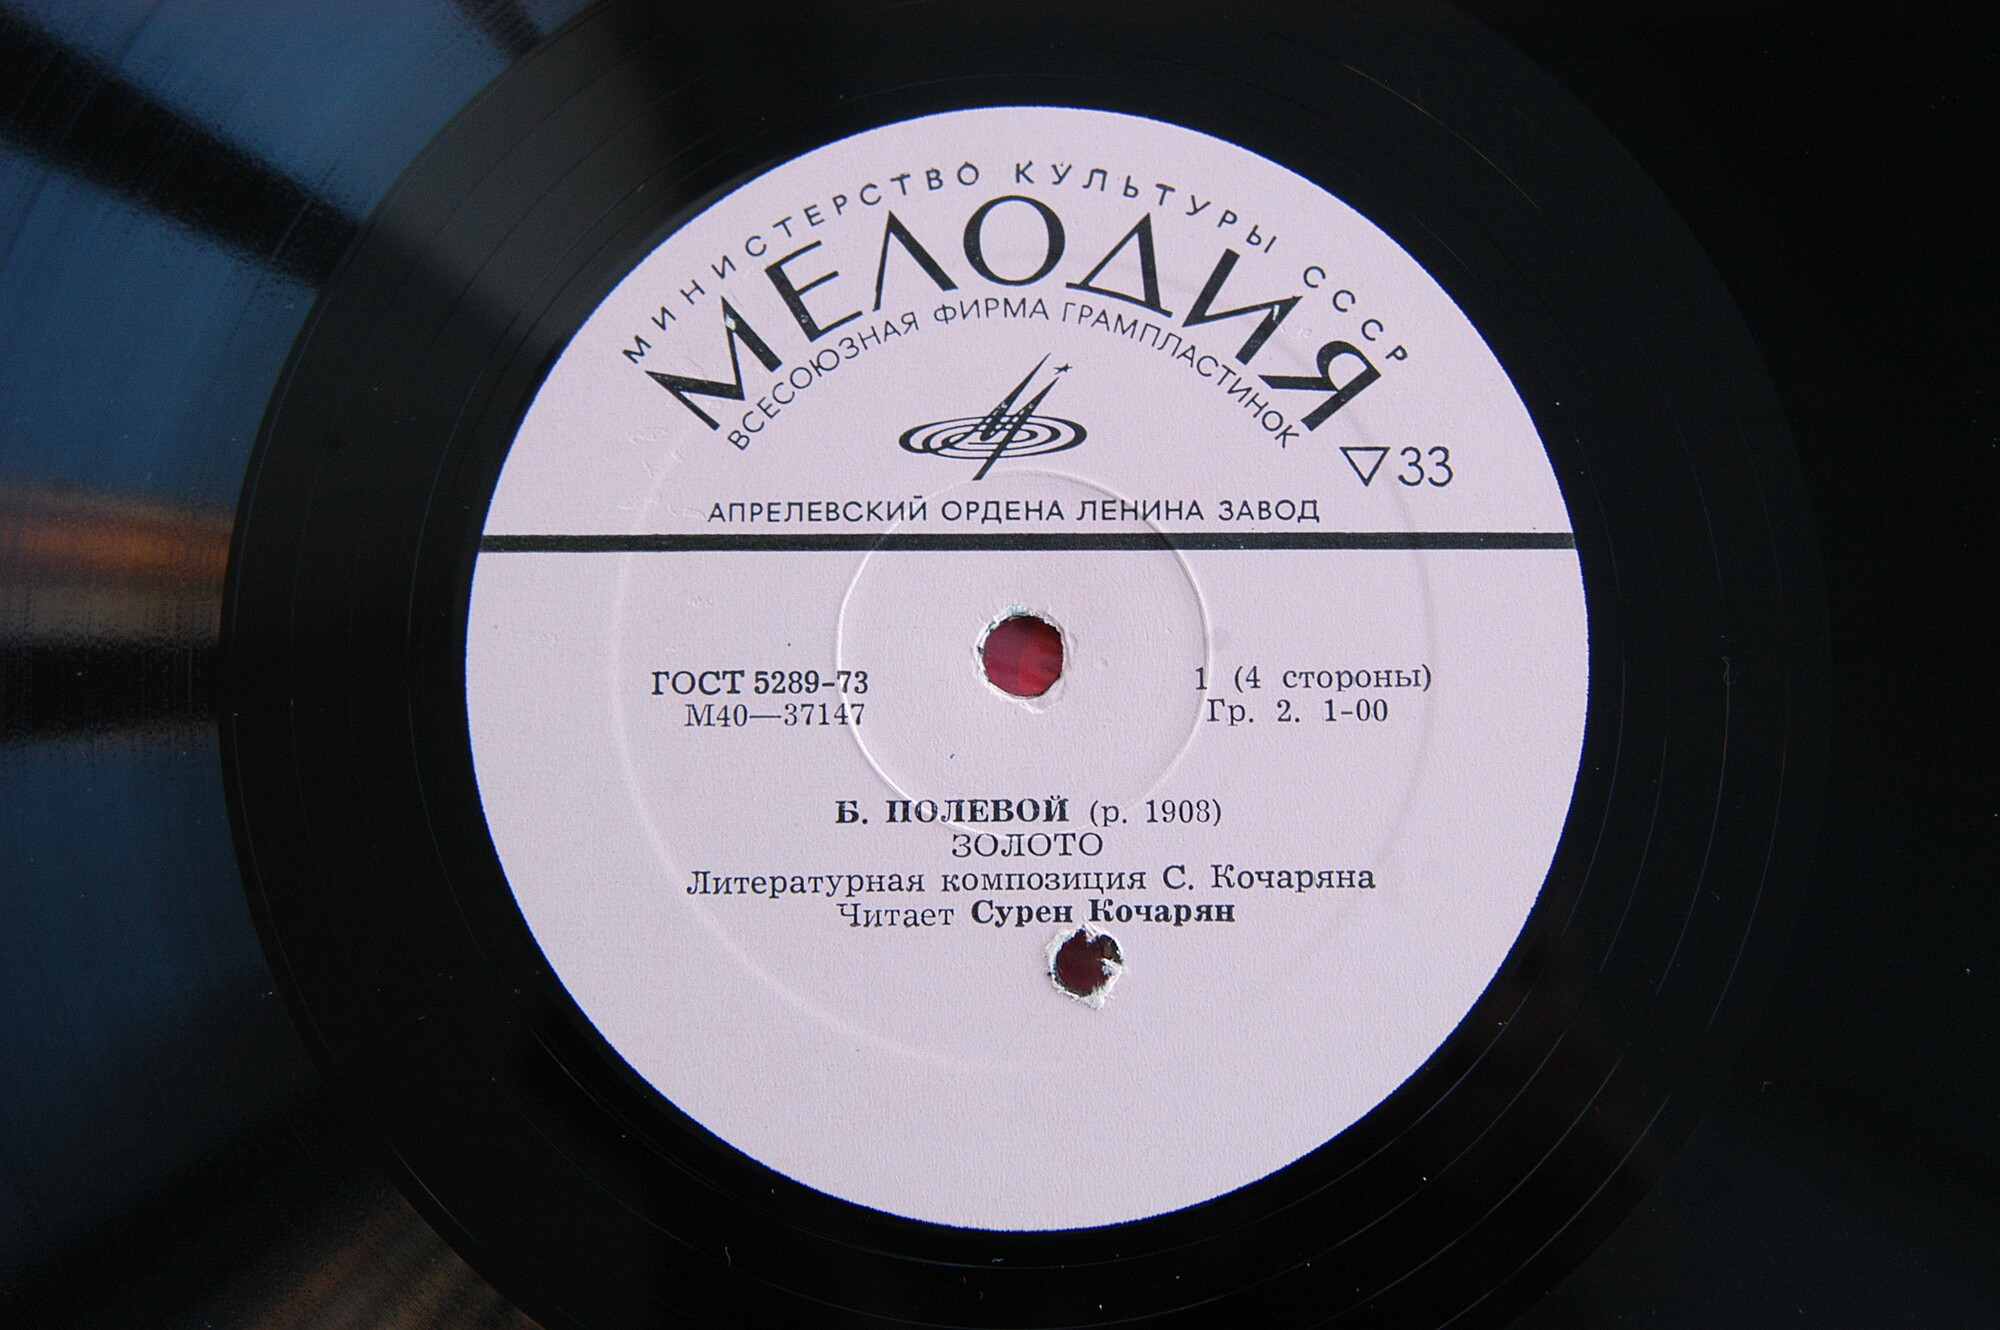 МИНИСТЕРСТВО КУЛЬТУРЫ СССР
МЕЛОДИЯ
ВСЕСОЮЗНАЯ ФИРМА ГРАМПЛАСТИНОК
33
АПРЕЛЕВСКИЙ ОРДЕНА ЛЕНИНА ЗАВОД
ГОСТ 5289-73
М40—37147
1 (4 стороны)
Гр. 2. 1-00
Б. ПОЛЕВОЙ (р. 1908)
ЗОЛОТО
Литературная композиция С. Кочаряна
Читает Сурен Кочарян